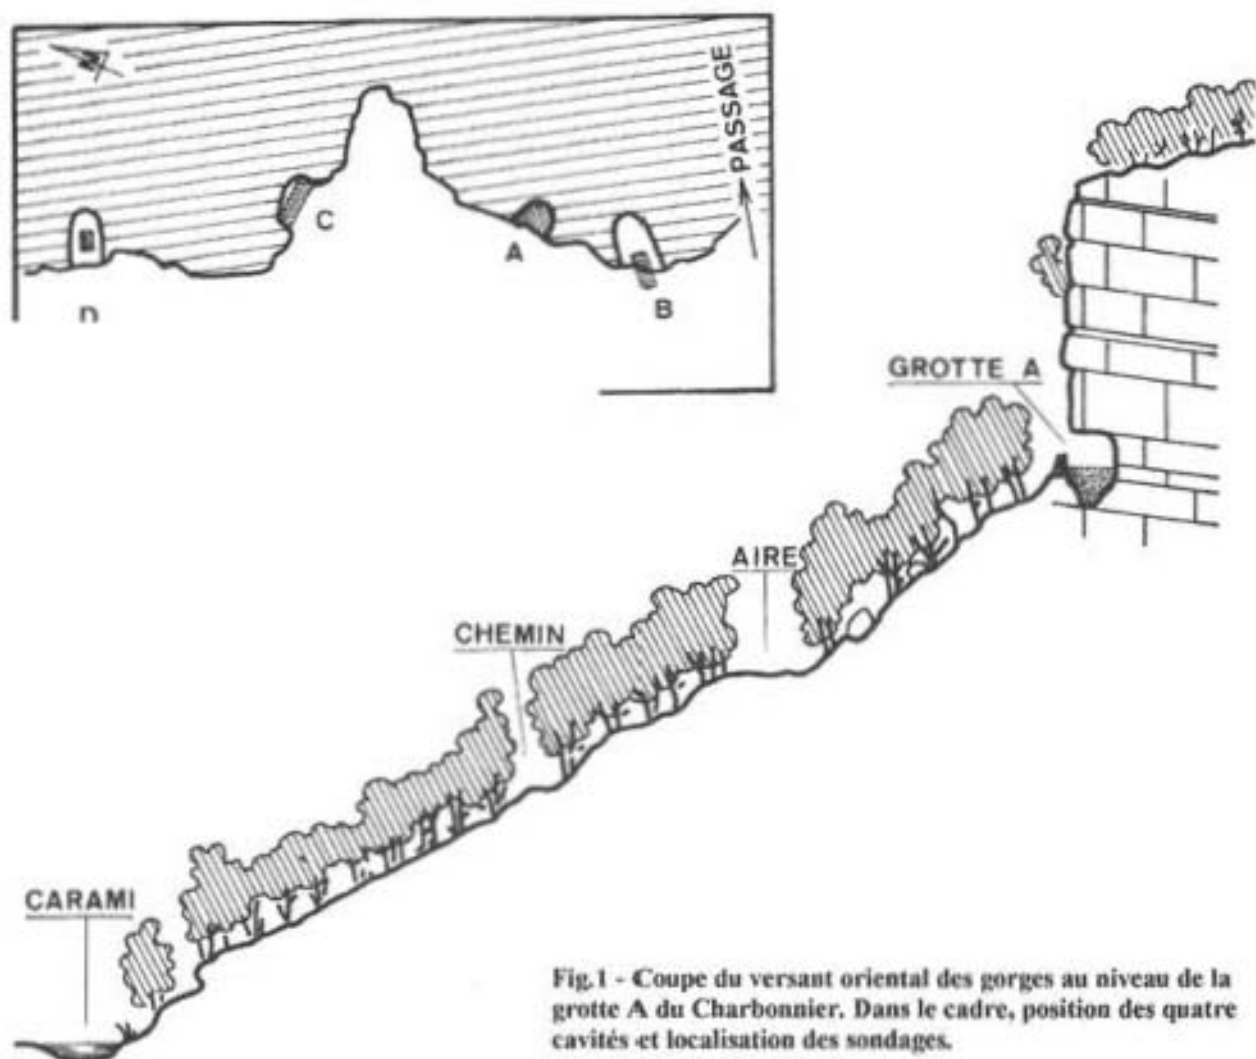 PASSAGE
C
A
D
B
GROTTE A
AIRE
CHEMIN
CARAMI
Fig.1 - Coupe du versant oriental des gorges au niveau de la
grotte A du Charbonnier. Dans le cadre, position des quatre
cavités et localisation des sondages.